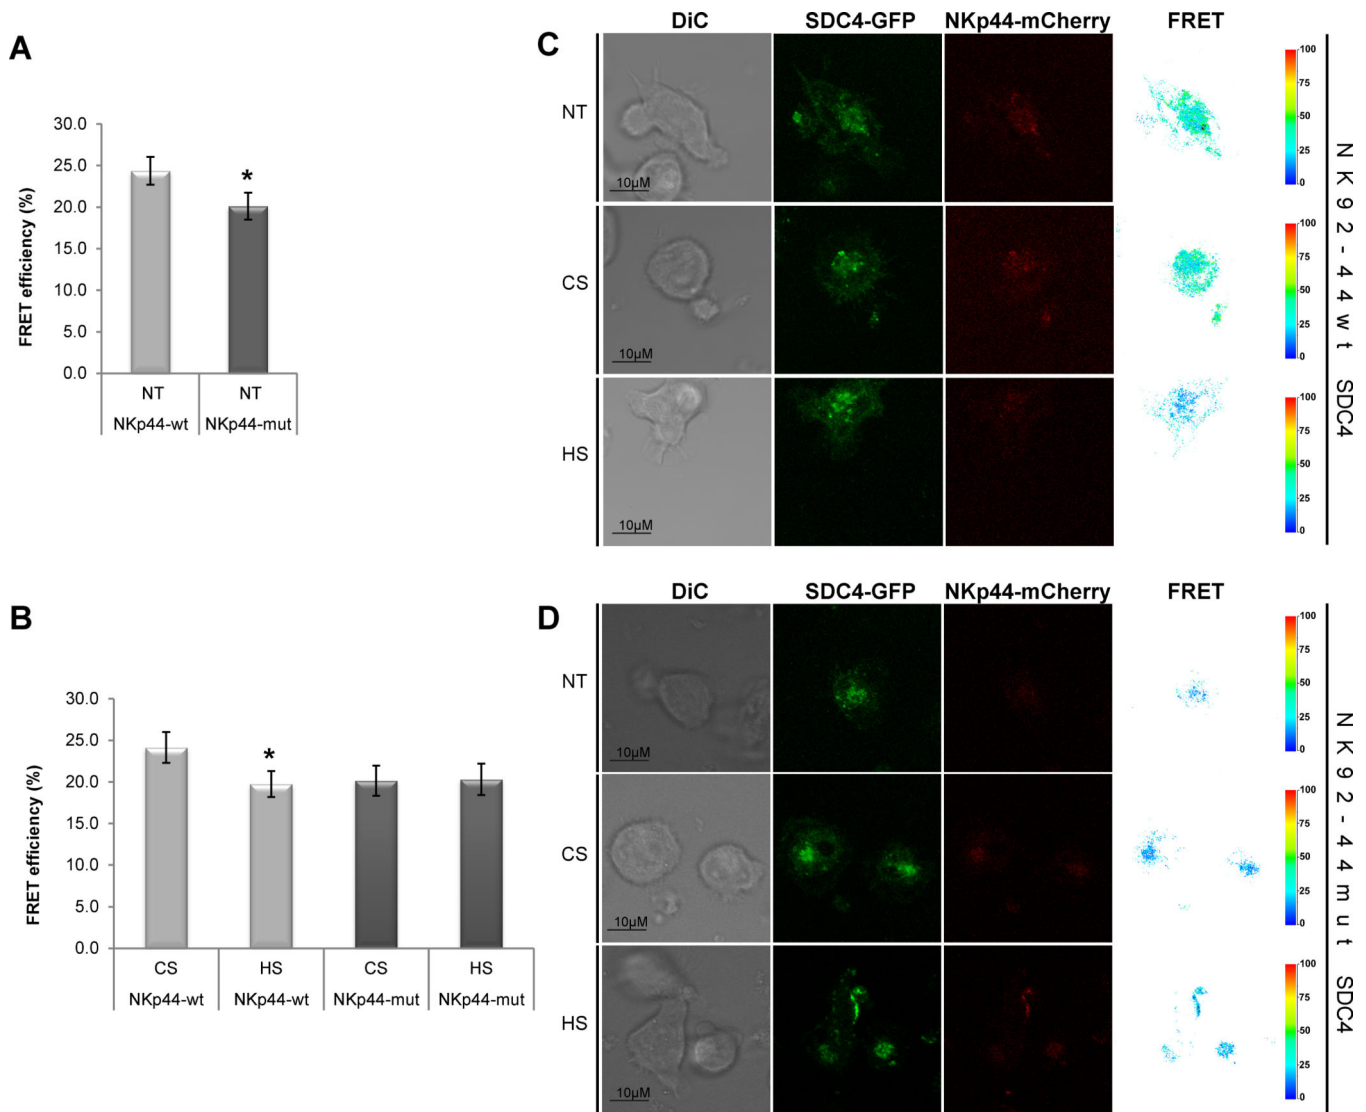 A
30.0
25.0
20.0
15.0
10.0
5.0
0.0
FRET efficiency (%)
*
NT NT
NKp44-wt NKp44-mut
B
30.0
25.0
20.0
15.0
10.0
5.0
0.0
FRET efficiency (%)
*
CS HS CS HS
NKp44-wt NKp44-wt NKp44-mut NKp44-mut
C
DiC SDC4-GFP NKp44-mCherry FRET
NT
10µM
100
75
50
25
0
CS
10µM
100
75
50
25
0
HS
10µM
100
75
50
25
0
NK92-44wt SDC4
D
DiC SDC4-GFP NKp44-mCherry FRET
NT
10µM
100
75
50
25
0
CS
10µM
100
75
50
25
0
HS
10µM
100
75
50
25
0
NK92-44mut SDC4